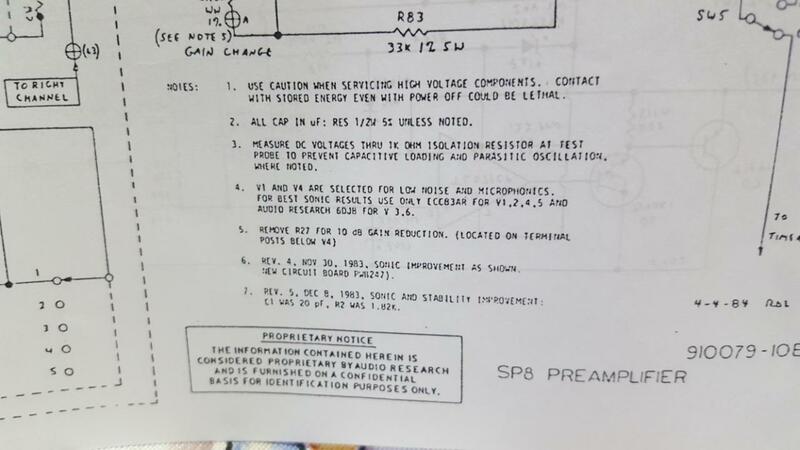 WW
1%
A
R83
33K 1% 5W
(SEE NOTE 5)
GAIN CHANGE
SW5
TO RIGHT
CHANNEL
NOTES:
1. USE CAUTION WHEN SERVICING HIGH VOLTAGE COMPONENTS. CONTACT
WITH STORED ENERGY EVEN WITH POWER OFF COULD BE LETHAL.
2. ALL CAP IN uF: RES 1/2W 5% UNLESS NOTED.
3. MEASURE DC VOLTAGES THRU 1K OHM ISOLATION RESISTOR AT TEST
PROBE TO PREVENT CAPACITIVE LOADING AND PARASITIC OSCILLATION,
WHERE NOTED.
4. V1 AND V4 ARE SELECTED FOR LOW NOISE AND MICROPHONICS.
FOR BEST SONIC RESULTS USE ONLY ECC83AR FOR V1,2,4,5 AND
AUDIO RESEARCH 6DJ8 FOR V 3,6.
5. REMOVE R27 FOR 10 dB GAIN REDUCTION. (LOCATED ON TERMINAL
POSTS BELOW V4)
6. REV. 4, NOV 30, 1983, SONIC IMPROVEMENT AS SHOWN.
NEW CIRCUIT BOARD PW11247).
7. REV. 5, DEC 8, 1983, SONIC AND STABILITY IMPROVEMENT:
C1 WAS 20 pF, R2 WAS 1.82K.
TO
1
2
3
4
5
PROPRIETARY NOTICE
THE INFORMATION CONTAINED HEREIN IS
CONSIDERED PROPRIETARY BY AUDIO RESEARCH
AND IS FURNISHED ON A CONFIDENTIAL
BASIS FOR IDENTIFICATION PURPOSES ONLY.
4-4-84
910079-10E
SP8 PREAMPLIFIER